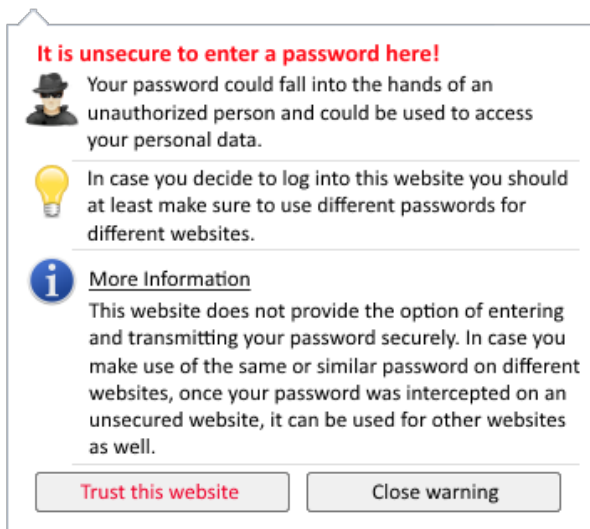 It is unsecure to enter a password here!
Your password could fall into the hands of an
unauthorized person and could be used to access
your personal data.
In case you decide to log into this website you should
at least make sure to use different passwords for
different websites.
More Information
This website does not provide the option of entering
and transmitting your password securely. In case you
make use of the same or similar password on different
websites, once your password was intercepted on an
unsecured website, it can be used for other websites
as well.
Trust this website
Close warning